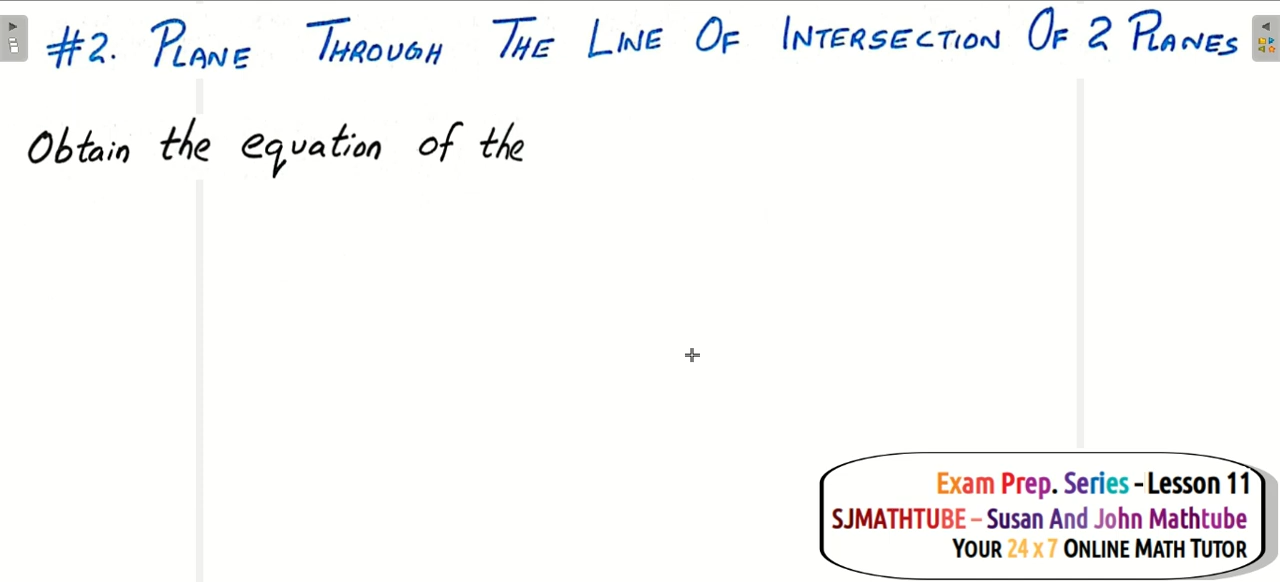 #2. PLANE THROUGH THE LINE OF INTERSECTION OF 2 PLANES
Obtain the equation of the
Exam Prep. Series - Lesson 11
SJMATHTUBE – Susan And John Mathtube
YOUR 24 x 7 ONLINE MATH TUTOR